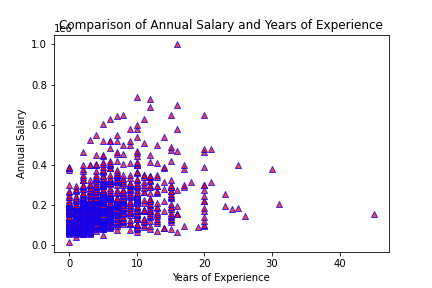 Comparison of Annual Salary and Years of Experience
1e6
1.0
0.8
0.6
0.4
0.2
0.0
Annual Salary
0 10 20 30 40
Years of Experience